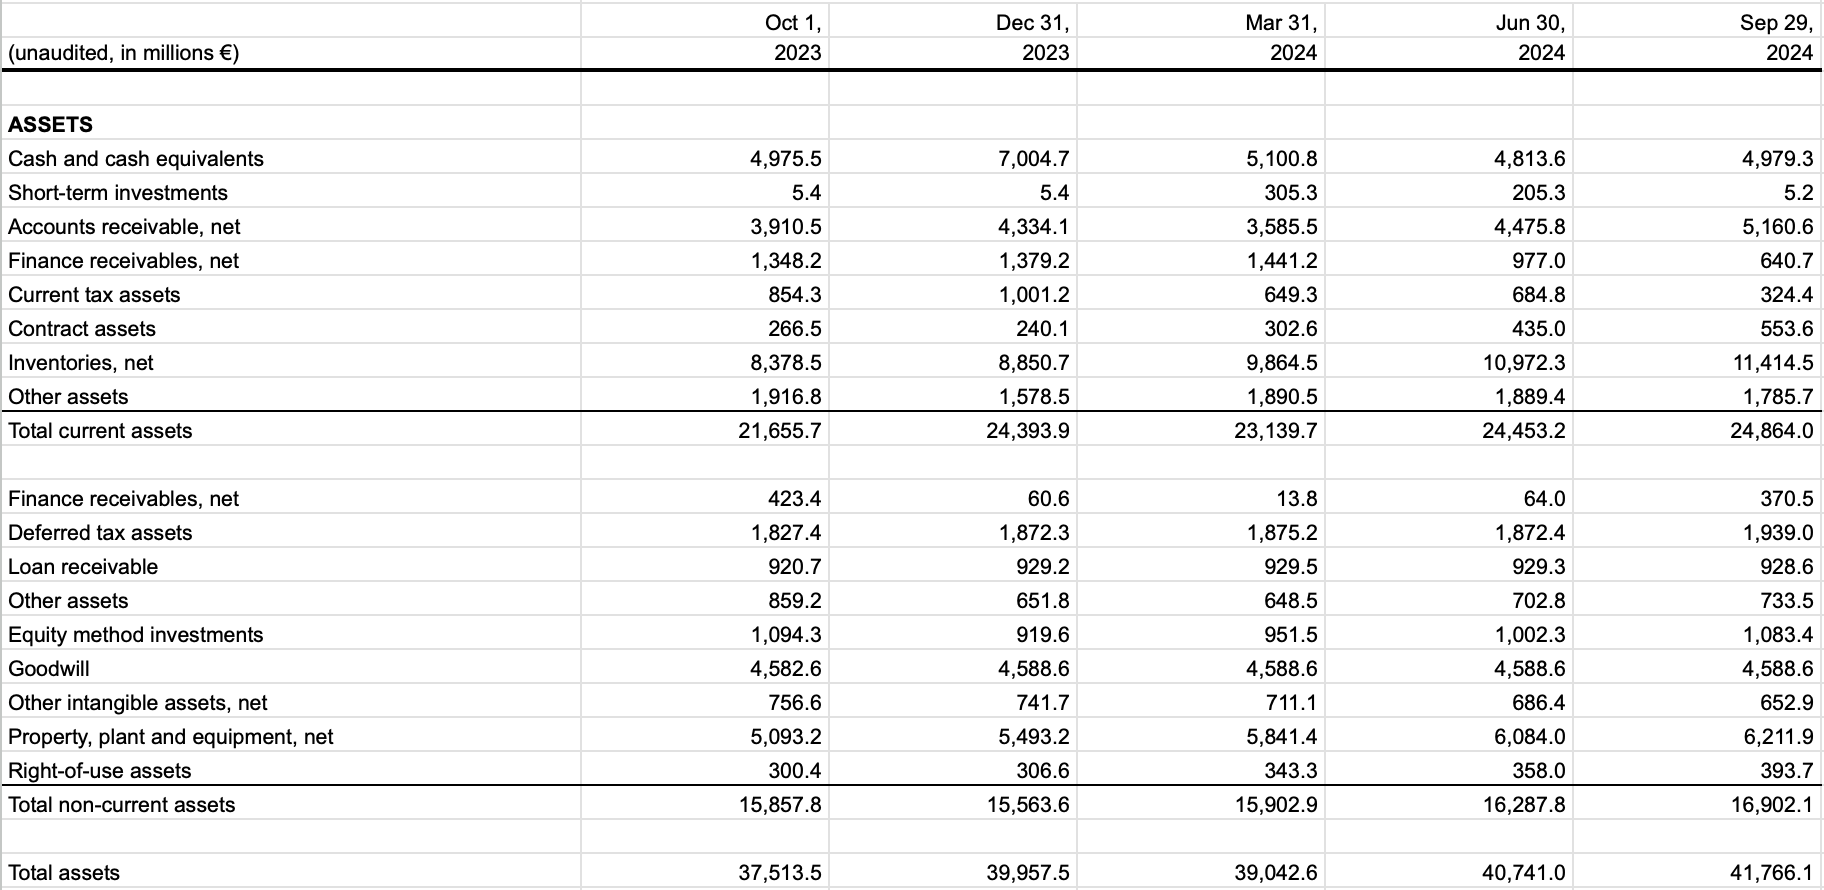 Oct 1, Dec 31, Mar 31, Jun 30, Sep 29,
(unaudited, in millions €) 2023 2023 2024 2024 2024
ASSETS
Cash and cash equivalents 4,975.5 7,004.7 5,100.8 4,813.6 4,979.3
Short-term investments 5.4 5.4 305.3 205.3 5.2
Accounts receivable, net 3,910.5 4,334.1 3,585.5 4,475.8 5,160.6
Finance receivables, net 1,348.2 1,379.2 1,441.2 977.0 640.7
Current tax assets 854.3 1,001.2 649.3 684.8 324.4
Contract assets 266.5 240.1 302.6 435.0 553.6
Inventories, net 8,378.5 8,850.7 9,864.5 10,972.3 11,414.5
Other assets 1,916.8 1,578.5 1,890.5 1,889.4 1,785.7
Total current assets 21,655.7 24,393.9 23,139.7 24,453.2 24,864.0
Finance receivables, net 423.4 60.6 13.8 64.0 370.5
Deferred tax assets 1,827.4 1,872.3 1,875.2 1,872.4 1,939.0
Loan receivable 920.7 929.2 929.5 929.3 928.6
Other assets 859.2 651.8 648.5 702.8 733.5
Equity method investments 1,094.3 919.6 951.5 1,002.3 1,083.4
Goodwill 4,582.6 4,588.6 4,588.6 4,588.6 4,588.6
Other intangible assets, net 756.6 741.7 711.1 686.4 652.9
Property, plant and equipment, net 5,093.2 5,493.2 5,841.4 6,084.0 6,211.9
Right-of-use assets 300.4 306.6 343.3 358.0 393.7
Total non-current assets 15,857.8 15,563.6 15,902.9 16,287.8 16,902.1
Total assets 37,513.5 39,957.5 39,042.6 40,741.0 41,766.1